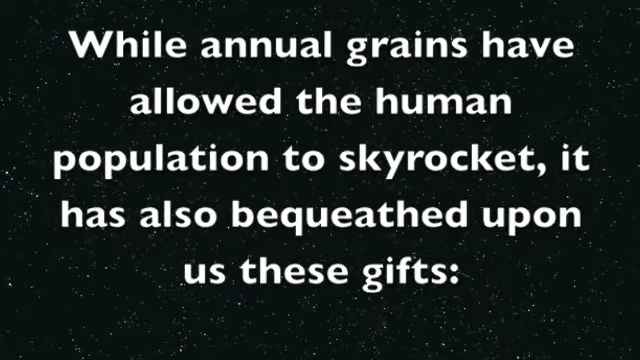 While annual grains have
allowed the human
population to skyrocket, it
has also bequeathed upon
us these gifts: